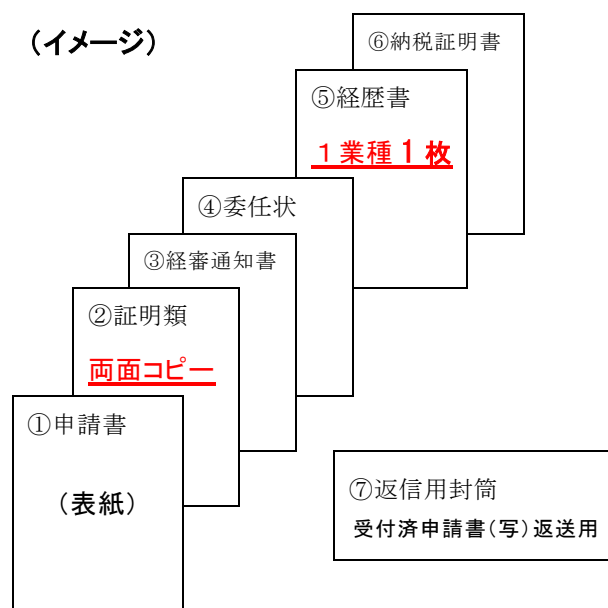 (イメージ)
⑥納税証明書
⑤経歴書
1業種1枚
④委任状
③経審通知書
②証明類
両面コピー
①申請書
(表紙)
⑦返信用封筒
受付済申請書(写)返送用